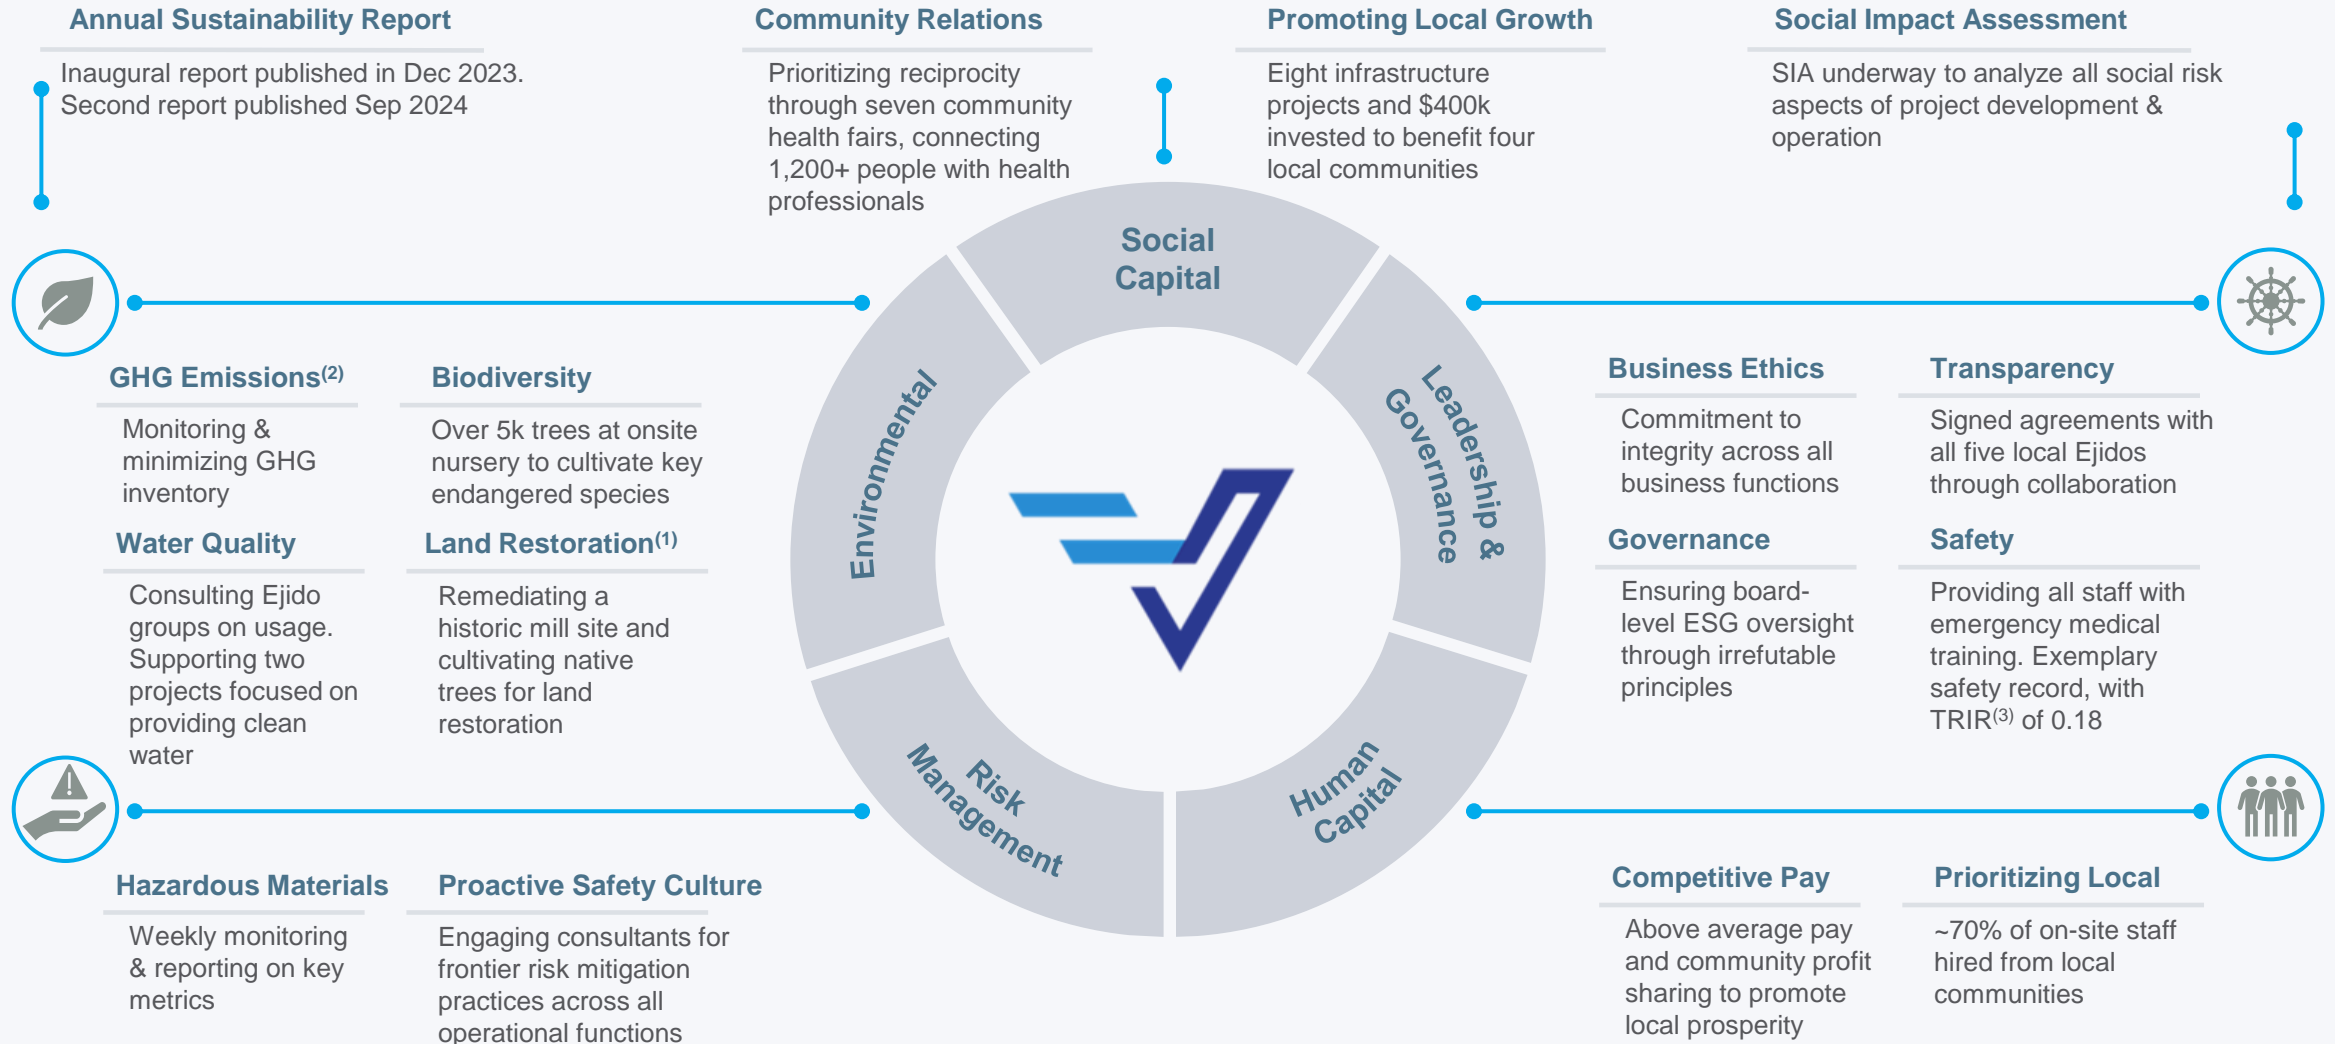 Annual Sustainability Report
Inaugural report published in Dec 2023.
Second report published Sep 2024
Community Relations
Prioritizing reciprocity
through seven community
health fairs, connecting
1,200+ people with health
professionals
Promoting Local Growth
Eight infrastructure
projects and $400k
invested to benefit four
local communities
Social Impact Assessment
SIA underway to analyze all social risk
aspects of project development &
operation
Social
Capital
Environmental
Leadership &
Governance
Risk
Management
Human
Capital
GHG Emissions(2)
Monitoring &
minimizing GHG
inventory
Biodiversity
Over 5k trees at onsite
nursery to cultivate key
endangered species
Water Quality
Consulting Ejido
groups on usage.
Supporting two
projects focused on
providing clean
water
Land Restoration(1)
Remediating a
historic mill site and
cultivating native
trees for land
restoration
Business Ethics
Commitment to
integrity across all
business functions
Transparency
Signed agreements with
all five local Ejidos
through collaboration
Governance
Ensuring board-
level ESG oversight
through irrefutable
principles
Safety
Providing all staff with
emergency medical
training. Exemplary
safety record, with
TRIR(3) of 0.18
Hazardous Materials
Weekly monitoring
& reporting on key
metrics
Proactive Safety Culture
Engaging consultants for
frontier risk mitigation
practices across all
operational functions
Competitive Pay
Above average pay
and community profit
sharing to promote
local prosperity
Prioritizing Local
~70% of on-site staff
hired from local
communities